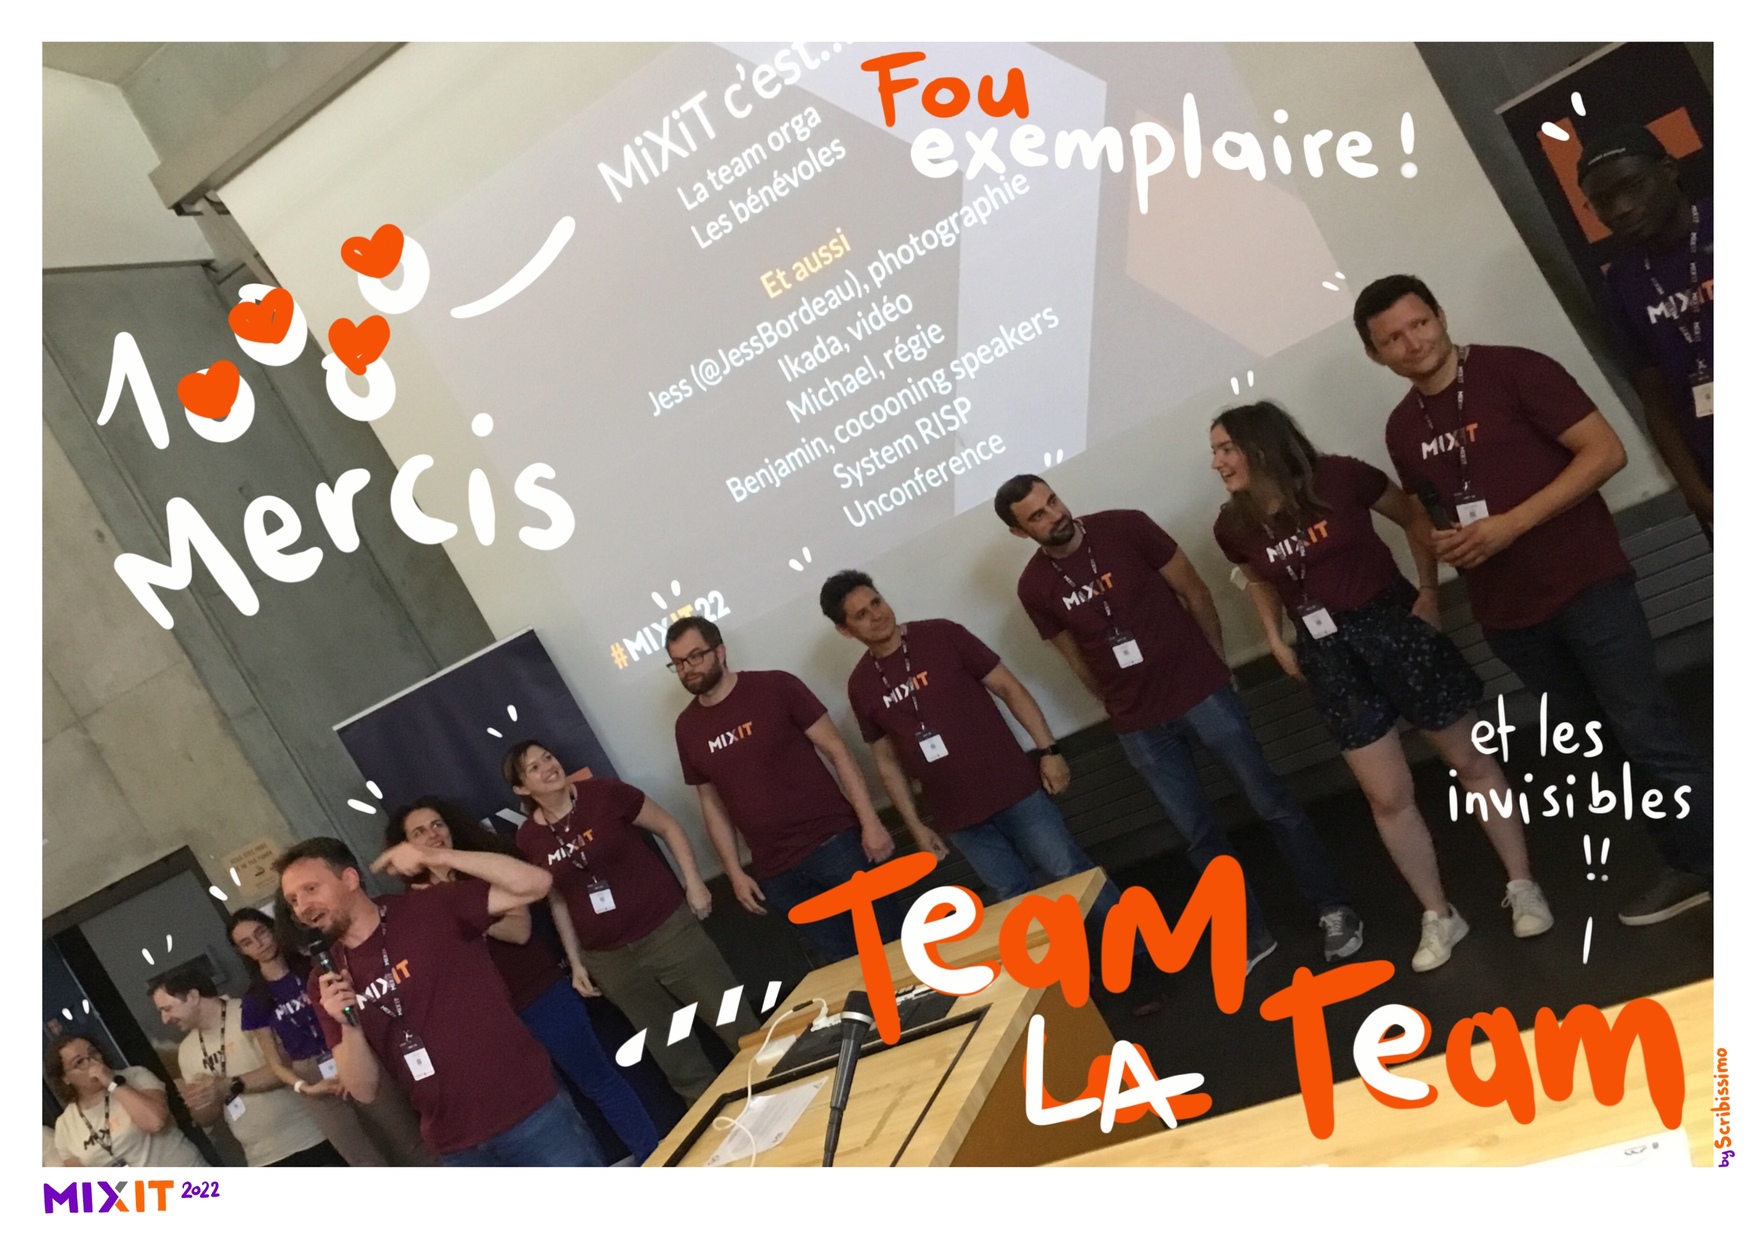 MiXiT c'est...
La team orga
Les bénévoles
Et aussi
Jess (@JessBordeau), photographie
Ikada, vidéo
Michael, régie
Benjamin, cocooning speakers
System RISP
Unconference
#MIXIT22
Fou
exemplaire !
10000
Mercis
MIXIT
MIXIT
MIXIT
MIXIT
MIXIT
MIXIT
MIXIT
MIXIT
et les
invisibles
!!
Team
LA Team
by Scribissimo
MIXIT 2022